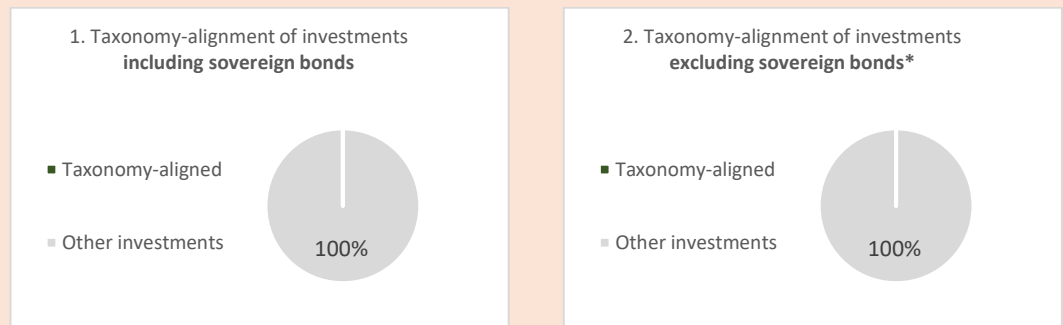 1. Taxonomy-alignment of investments
including sovereign bonds
Taxonomy-aligned
Other investments
100%
2. Taxonomy-alignment of investments
excluding sovereign bonds*
Taxonomy-aligned
Other investments
100%